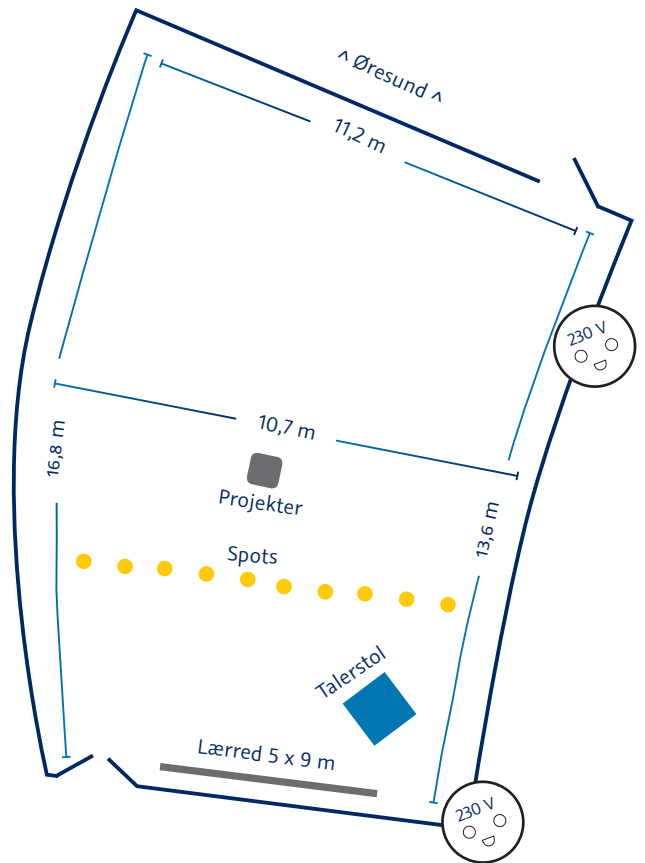 ^ Øresund ^
11,2 m
230 V
10,7 m
16,8 m
Projekter
13,6 m
Spots
Talerstol
Lærred 5 x 9 m
230 V